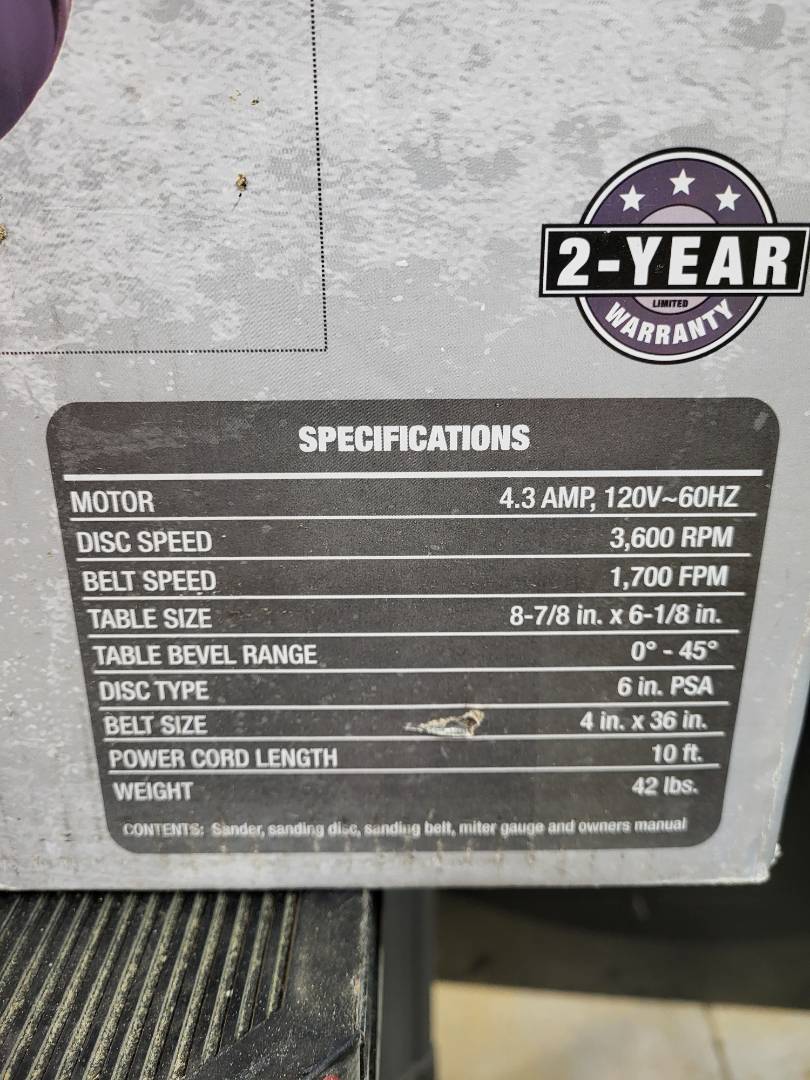 2-YEAR
LIMITED
WARRANTY
SPECIFICATIONS
MOTOR 4.3 AMP, 120V~60HZ
DISC SPEED 3,600 RPM
BELT SPEED 1,700 FPM
TABLE SIZE 8-7/8 in. x 6-1/8 in.
TABLE BEVEL RANGE 0° - 45°
DISC TYPE 6 in. PSA
BELT SIZE 4 in. x 36 in.
POWER CORD LENGTH 10 ft.
WEIGHT 42 lbs.
CONTENTS: Sander, sanding disc, sanding belt, miter gauge and owners manual